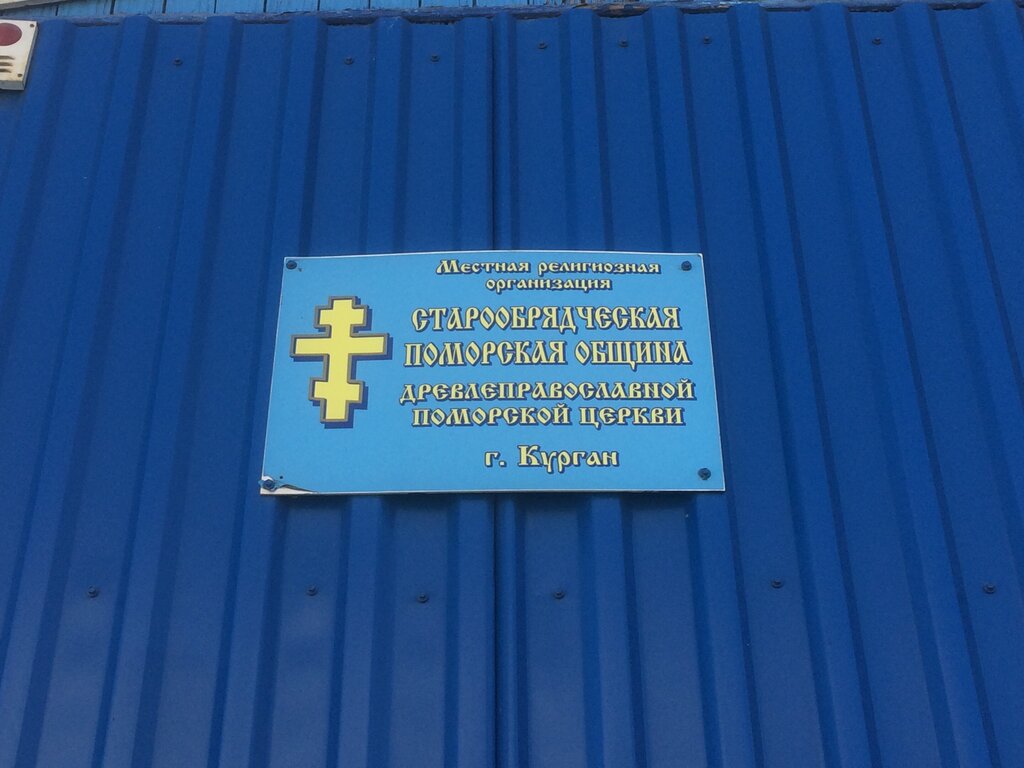 Местная религиозная
организация
СТАРООБРЯДЧЕСКАЯ
ПОМОРСКАЯ ОБЩИНА
ДРЕВЛЕПРАВОСЛАВНОЙ
ПОМОРСКОЙ ЦЕРКВИ
г. Курган